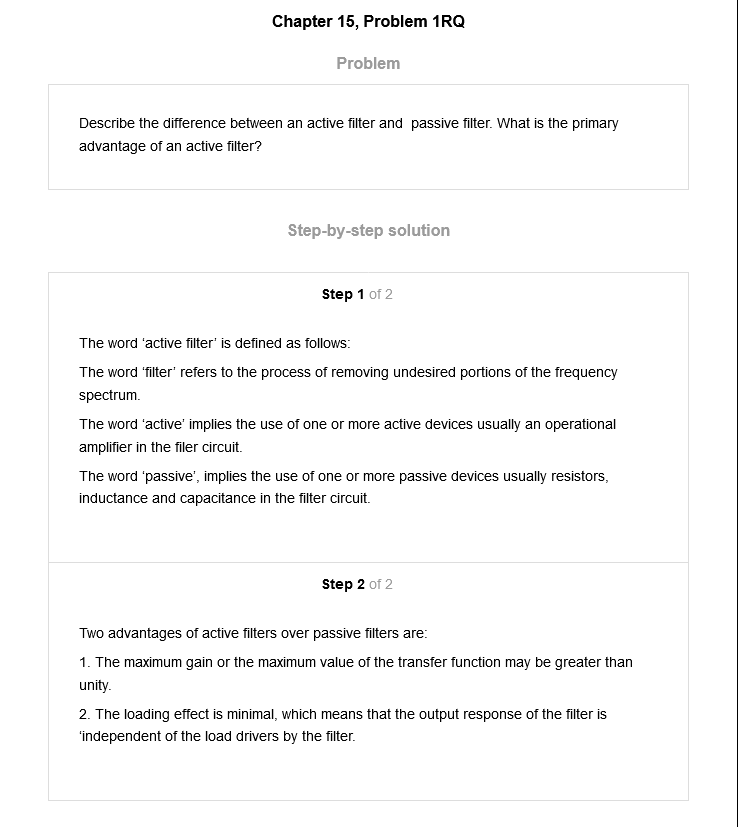 Chapter 15, Problem 1RQ
Problem
Describe the difference between an active filter and  passive filter. What is the primary
advantage of an active filter?
Step-by-step solution
Step 1 of 2
The word ‘active filter’ is defined as follows:
The word ‘filter’ refers to the process of removing undesired portions of the frequency
spectrum.
The word ‘active’ implies the use of one or more active devices usually an operational
amplifier in the filer circuit.
The word ‘passive’, implies the use of one or more passive devices usually resistors,
inductance and capacitance in the filter circuit.
Step 2 of 2
Two advantages of active filters over passive filters are:
1. The maximum gain or the maximum value of the transfer function may be greater than
unity.
2. The loading effect is minimal, which means that the output response of the filter is
‘independent of the load drivers by the filter.